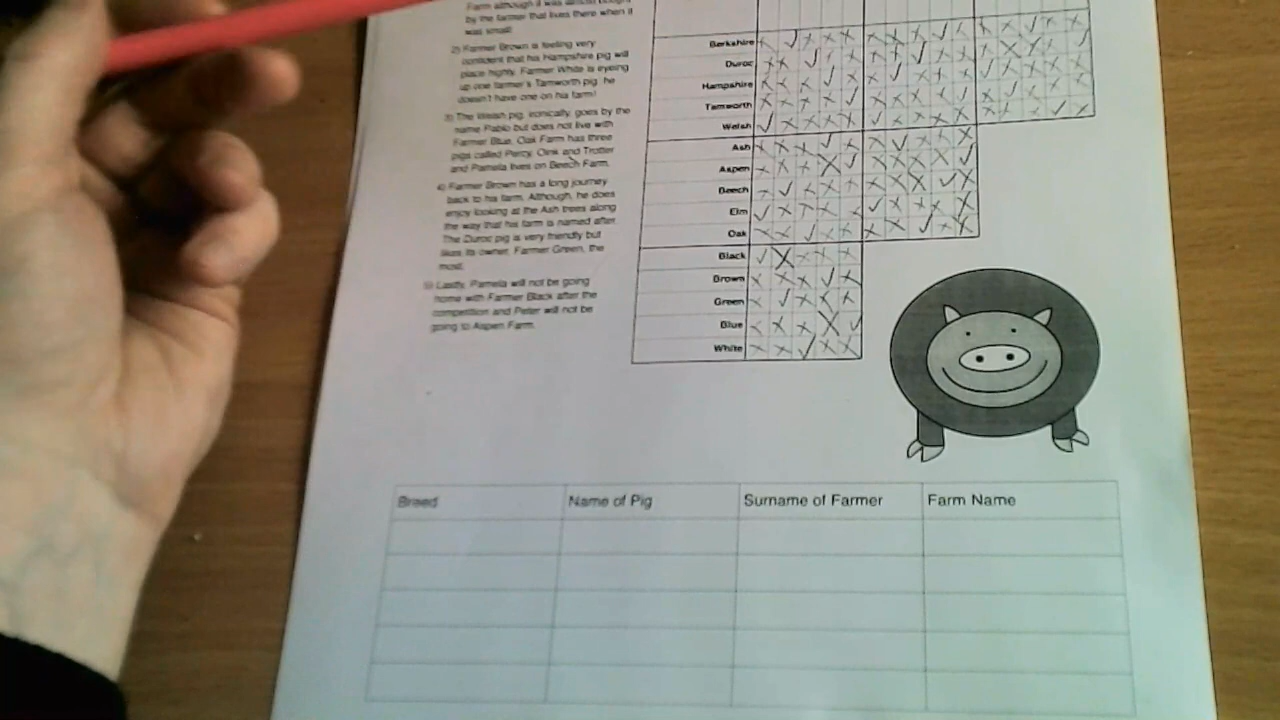 Farm although it was almost bought
by the farmer that lives there when it
was small!
2) Farmer Brown is feeling very
confident that his Hampshire pig will
place highly. Farmer White is eyeing
up one farmer's Tamworth pig, he
doesn't have one on his farm!
3) The Welsh pig, ironically, goes by the
name Pablo but does not live with
Farmer Blue. Oak Farm has three
pigs called Percy, Oink and Trotter
and Pamela lives on Beech Farm.
4) Farmer Brown has a long journey
back to his farm. Although, he does
enjoy looking at the Ash trees along
the way that his farm is named after.
The Duroc pig is very friendly but
likes its owner, Farmer Green, the
most.
5) Lastly, Pamela will not be going
home with Farmer Black after the
competition and Peter will not be
going to Aspen Farm.
Berkshire
Duroc
Hampshire
Tamworth
Welsh
Ash
Aspen
Beech
Elm
Oak
Black
Brown
Green
Blue
White
Breed Name of Pig Surname of Farmer Farm Name